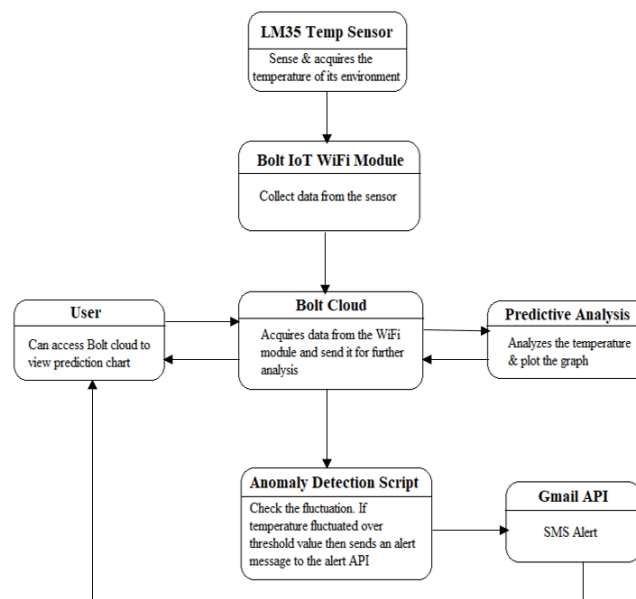 LM35 Temp Sensor
Sense & acquires the
temperature of its environment
Bolt IoT WiFi Module
Collect data from the sensor
User
Can access Bolt cloud to
view prediction chart
Bolt Cloud
Acquires data from the WiFi
module and send it for further
analysis
Predictive Analysis
Analyzes the temperature
& plot the graph
Anomaly Detection Script
Check the fluctuation. If
temperature fluctuated over
threshold value then sends an alert
message to the alert API
Gmail API
SMS Alert